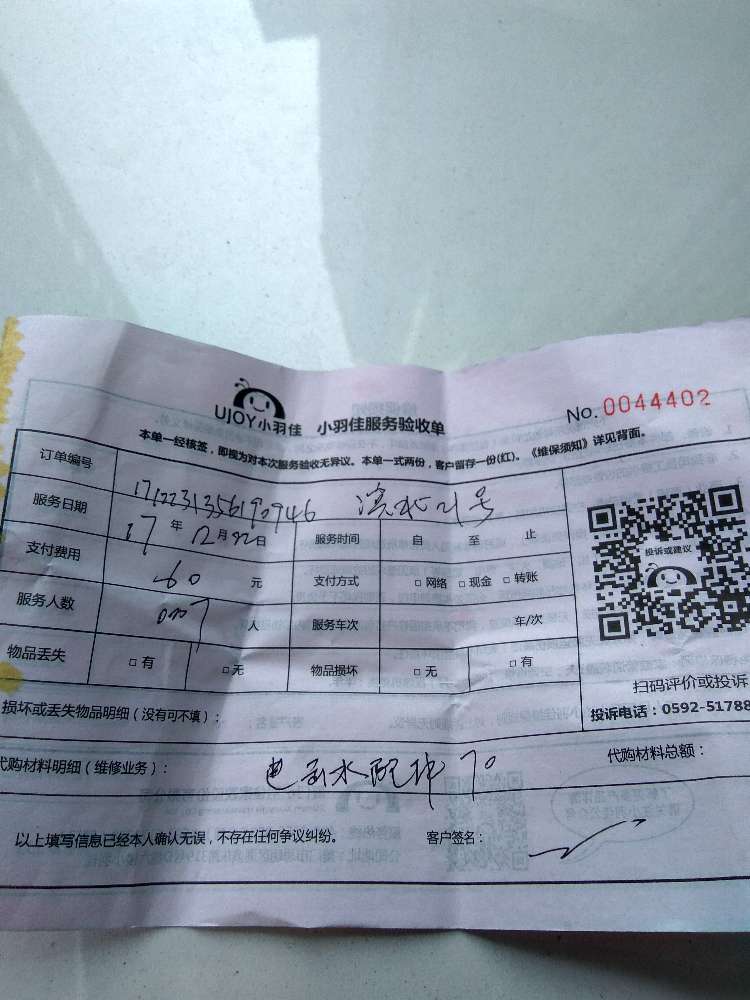 UJOY小羽佳 小羽佳服务验收单 No. 0044402
本单一经核签，即视为对本次服务验收无异议。本单一式两份，客户留存一份(红)。《维保须知》详见背面。
订单编号 17122313561
服务日期 17 年 12 月 22 日 服务时间 自 至 止
支付费用 60 元 支付方式 □ 网络 □ 现金 □ 转账
服务人数 人 服务车次 车/次
物品丢失 □ 有 □ 无 物品损坏 □ 无 □ 有
投诉或建议
扫码评价或投诉
投诉电话：0592-51788
损坏或丢失物品明细（没有可不填）：
代购材料明细（维修业务）： 70 代购材料总额：
以上填写信息已经本人确认无误，不存在任何争议纠纷。 客户签名：